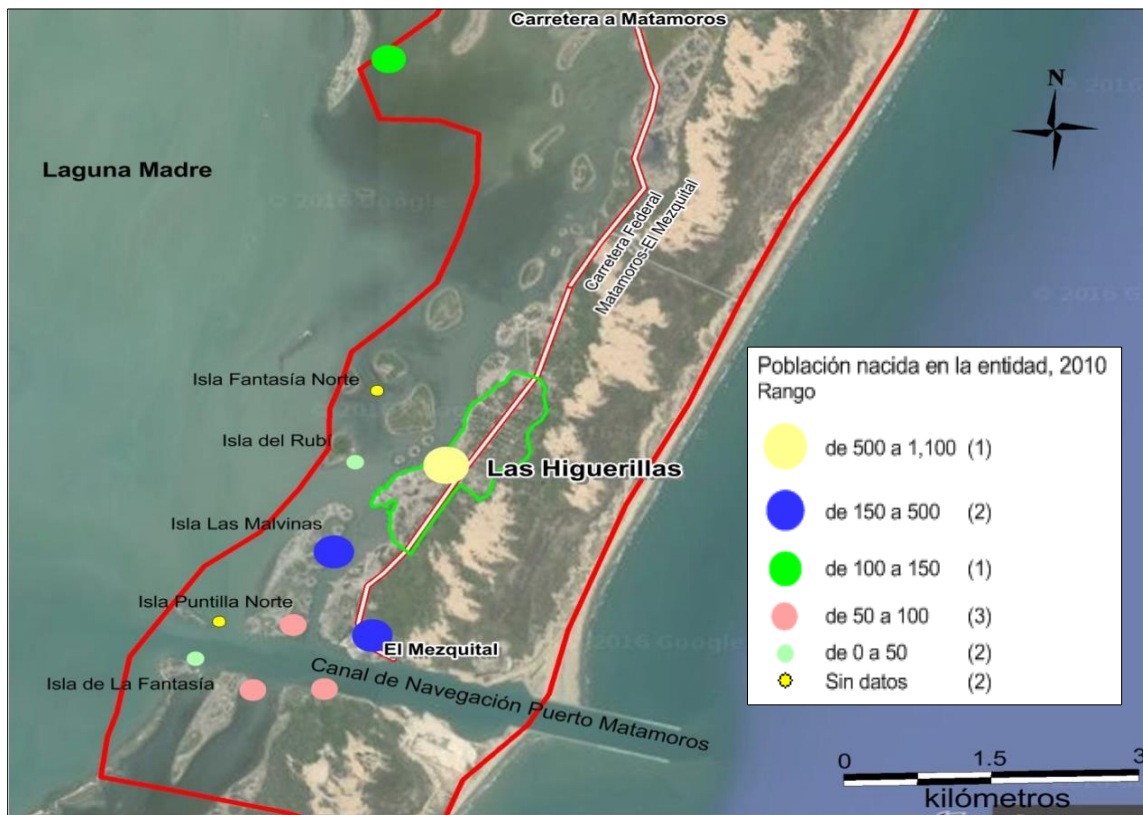 Carretera a Matamoros
N
Laguna Madre
© 2016 Google
Carretera Federal
Matamoros-El Mezquital
Isla Fantasía Norte
Isla del Rubí
Las Higuerillas
Isla Las Malvinas
Isla Puntilla Norte
El Mezquital
Isla de La Fantasía
Canal de Navegación Puerto Matamoros
Población nacida en la entidad, 2010
Rango
de 500 a 1,100 (1)
de 150 a 500 (2)
de 100 a 150 (1)
de 50 a 100 (3)
de 0 a 50 (2)
Sin datos (2)
0 1.5 3
kilómetros